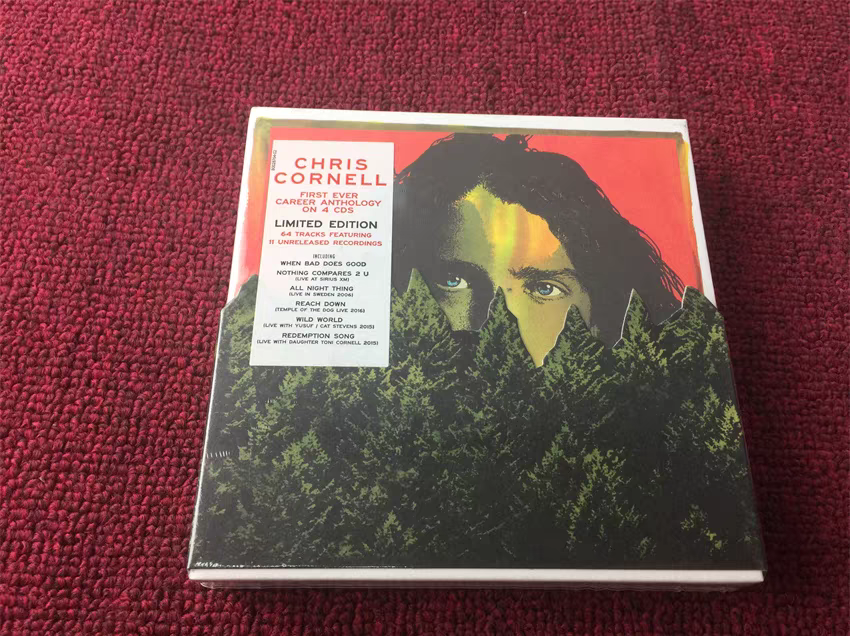 CHRIS
CORNELL
FIRST EVER
CAREER ANTHOLOGY
ON 4 CDS
LIMITED EDITION
64 TRACKS FEATURING
11 UNRELEASED RECORDINGS
INCLUDING
WHEN BAD DOES GOOD
NOTHING COMPARES 2 U
(LIVE AT SIRIUS XM)
ALL NIGHT THING
(LIVE IN SWEDEN 2006)
REACH DOWN
(TEMPLE OF THE DOG LIVE 2016)
WILD WORLD
(LIVE WITH YUSUF / CAT STEVENS 2015)
REDEMPTION SONG
(LIVE WITH DAUGHTER TONI CORNELL 2015)